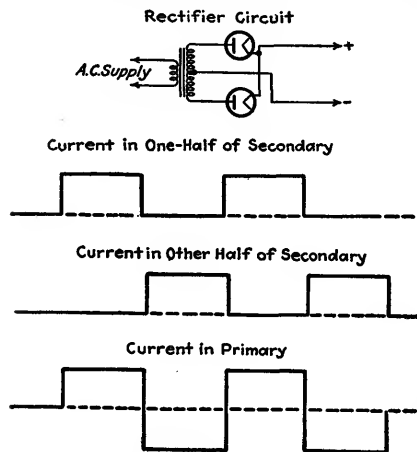 Rectifier Circuit
A.C. Supply
+
-
Current in One-Half of Secondary
Current in Other Half of Secondary
Current in Primary